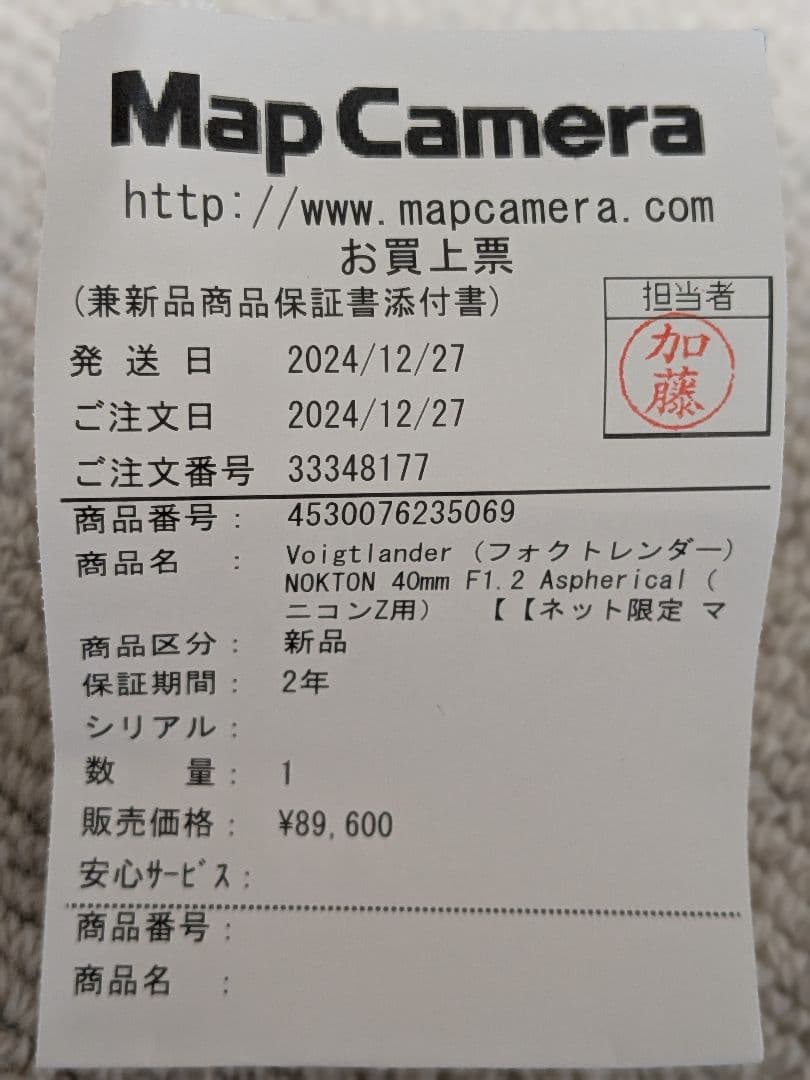 Map Camera
http://www.mapcamera.com
お買上票
(兼新品商品保証書添付書)
担当者
加藤
発送日 2024/12/27
ご注文日 2024/12/27
ご注文番号 33348177
商品番号: 4530076235069
商品名 : Voigtlander (フォクトレンダー)
NOKTON 40mm F1.2 Aspherical (
ニコンZ用) 【【ネット限定 マ
商品区分: 新品
保証期間: 2年
シリアル:
数 量: 1
販売価格: ¥89,600
安心ｻｰﾋﾞｽ:
商品番号:
商品名 :